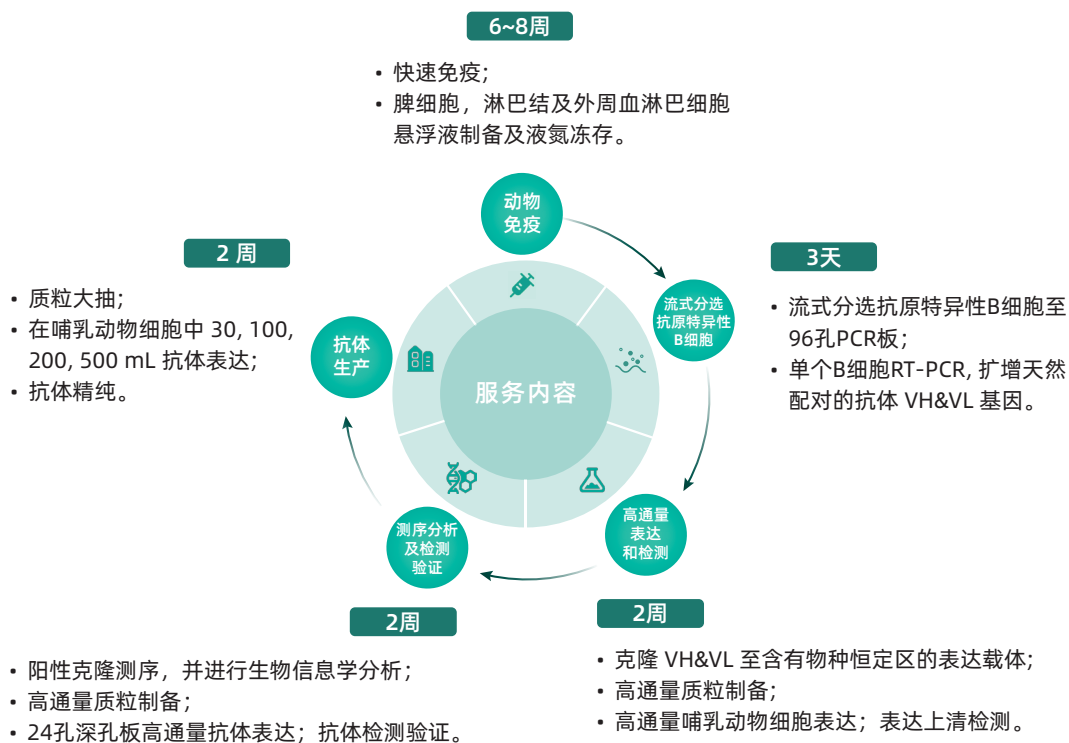 6~8周
• 快速免疫；
• 脾细胞，淋巴结及外周血淋巴细胞
悬浮液制备及液氮冻存。
动物
免疫
3天
• 流式分选抗原特异性B细胞至
96孔PCR板；
• 单个B细胞RT-PCR, 扩增天然
配对的抗体 VH&VL 基因。
流式分选
抗原特异性
B细胞
2 周
• 质粒大抽；
• 在哺乳动物细胞中 30, 100,
200, 500 mL 抗体表达；
• 抗体精纯。
抗体
生产
服务内容
高通量
表达
和检测
测序分析
及检测
验证
2周
• 阳性克隆测序，并进行生物信息学分析；
• 高通量质粒制备；
• 24孔深孔板高通量抗体表达；抗体检测验证。
2周
• 克隆 VH&VL 至含有物种恒定区的表达载体；
• 高通量质粒制备；
• 高通量哺乳动物细胞表达；表达上清检测。